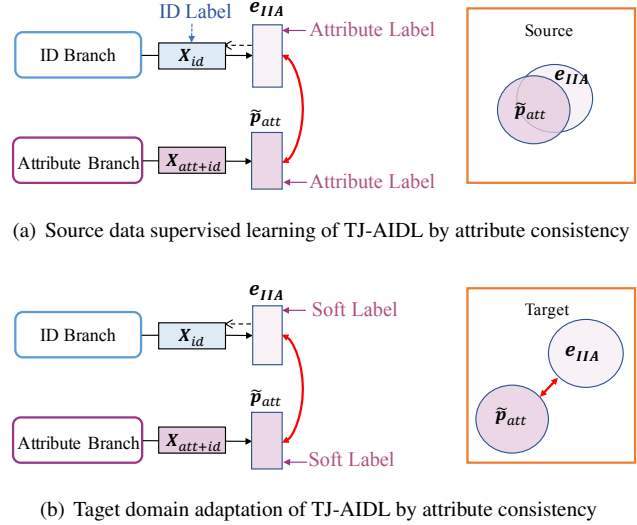 ID Label
e_IIA
Attribute Label
ID Branch
X_id
p̃_att
Attribute Branch
X_att+id
Attribute Label
Source
e_IIA
p̃_att
(a) Source data supervised learning of TJ-AIDL by attribute consistency
e_IIA
Soft Label
ID Branch
X_id
p̃_att
Attribute Branch
X_att+id
Soft Label
Target
e_IIA
p̃_att
(b) Taget domain adaptation of TJ-AIDL by attribute consistency